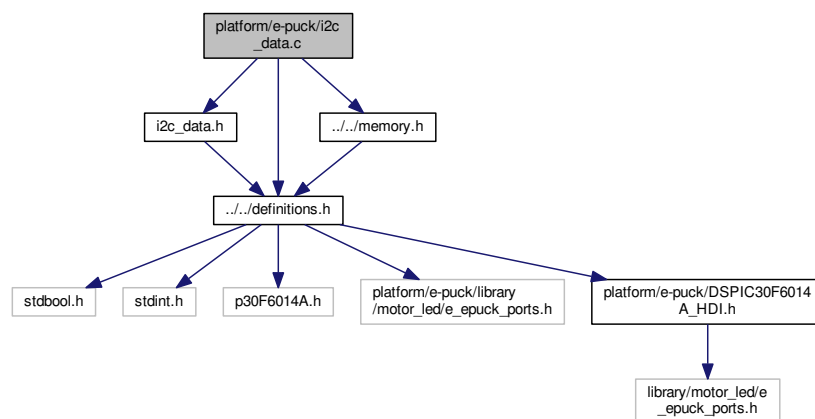 platform/e-puck/i2c
_data.c
i2c_data.h
../../memory.h
../../definitions.h
stdbool.h
stdint.h
p30F6014A.h
platform/e-puck/library
/motor_led/e_epuck_ports.h
platform/e-puck/DSPIC30F6014
A_HDI.h
library/motor_led/e
_epuck_ports.h